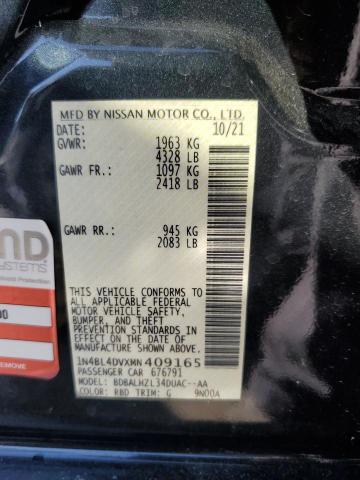 MFD BY NISSAN MOTOR CO., LTD.
DATE: 10/21
GVWR: 1963 KG
4328 LB
GAWR FR.: 1097 KG
2418 LB
GAWR RR.: 945 KG
2083 LB
THIS VEHICLE CONFORMS TO
ALL APPLICABLE FEDERAL
MOTOR VEHICLE SAFETY,
BUMPER, AND THEFT
PREVENTION STANDARDS IN
EFFECT ON THE DATE OF
MANUFACTURE SHOWN ABOVE.
1N4BL4DVXMN409165
PASSENGER CAR 676791
MODEL: BDBALHZL34DUAC--AA
COLOR: RBD TRIM: G 9N00A
ND
SYSTEMS
00